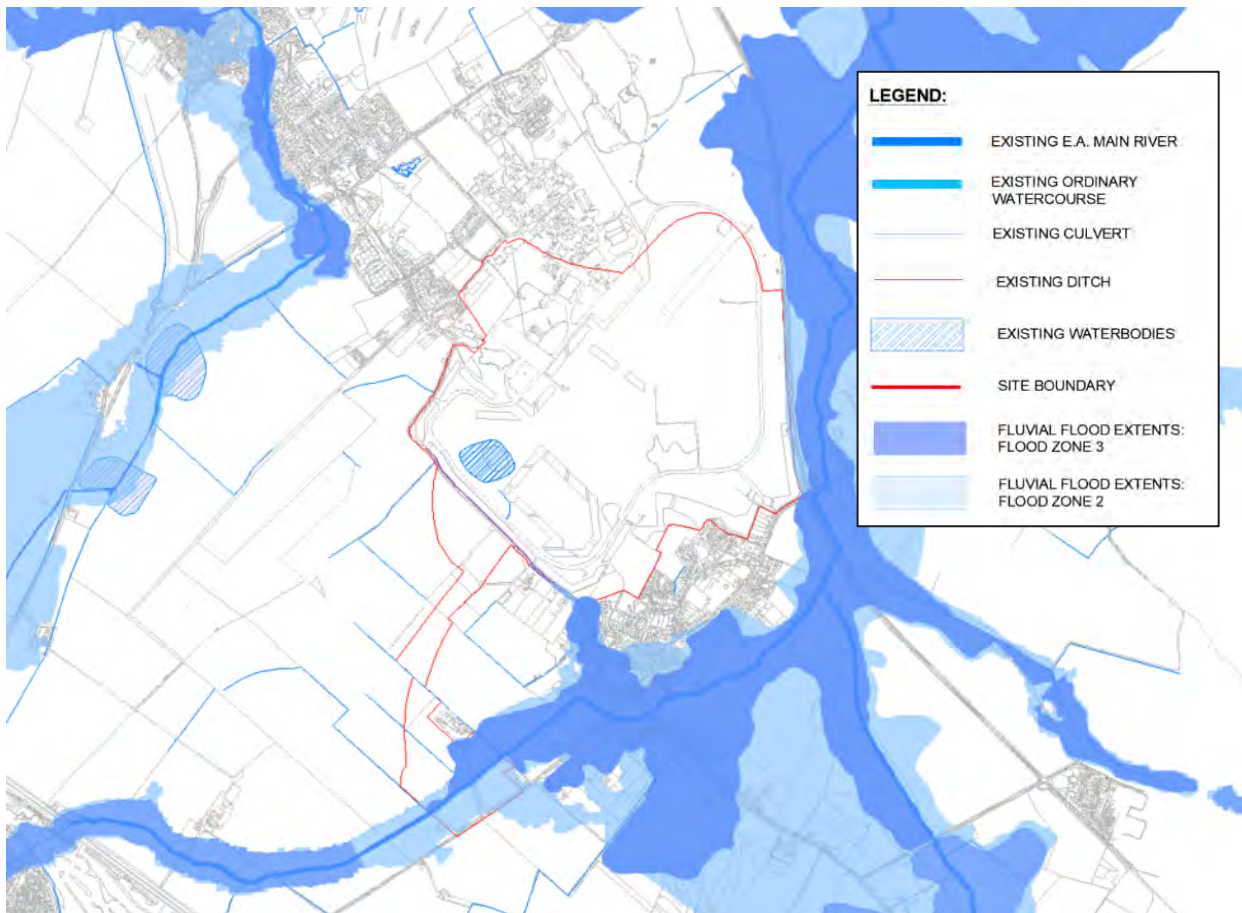 LEGEND:
EXISTING E.A. MAIN RIVER
EXISTING ORDINARY
WATERCOURSE
EXISTING CULVERT
EXISTING DITCH
EXISTING WATERBODIES
SITE BOUNDARY
FLUVIAL FLOOD EXTENTS:
FLOOD ZONE 3
FLUVIAL FLOOD EXTENTS:
FLOOD ZONE 2